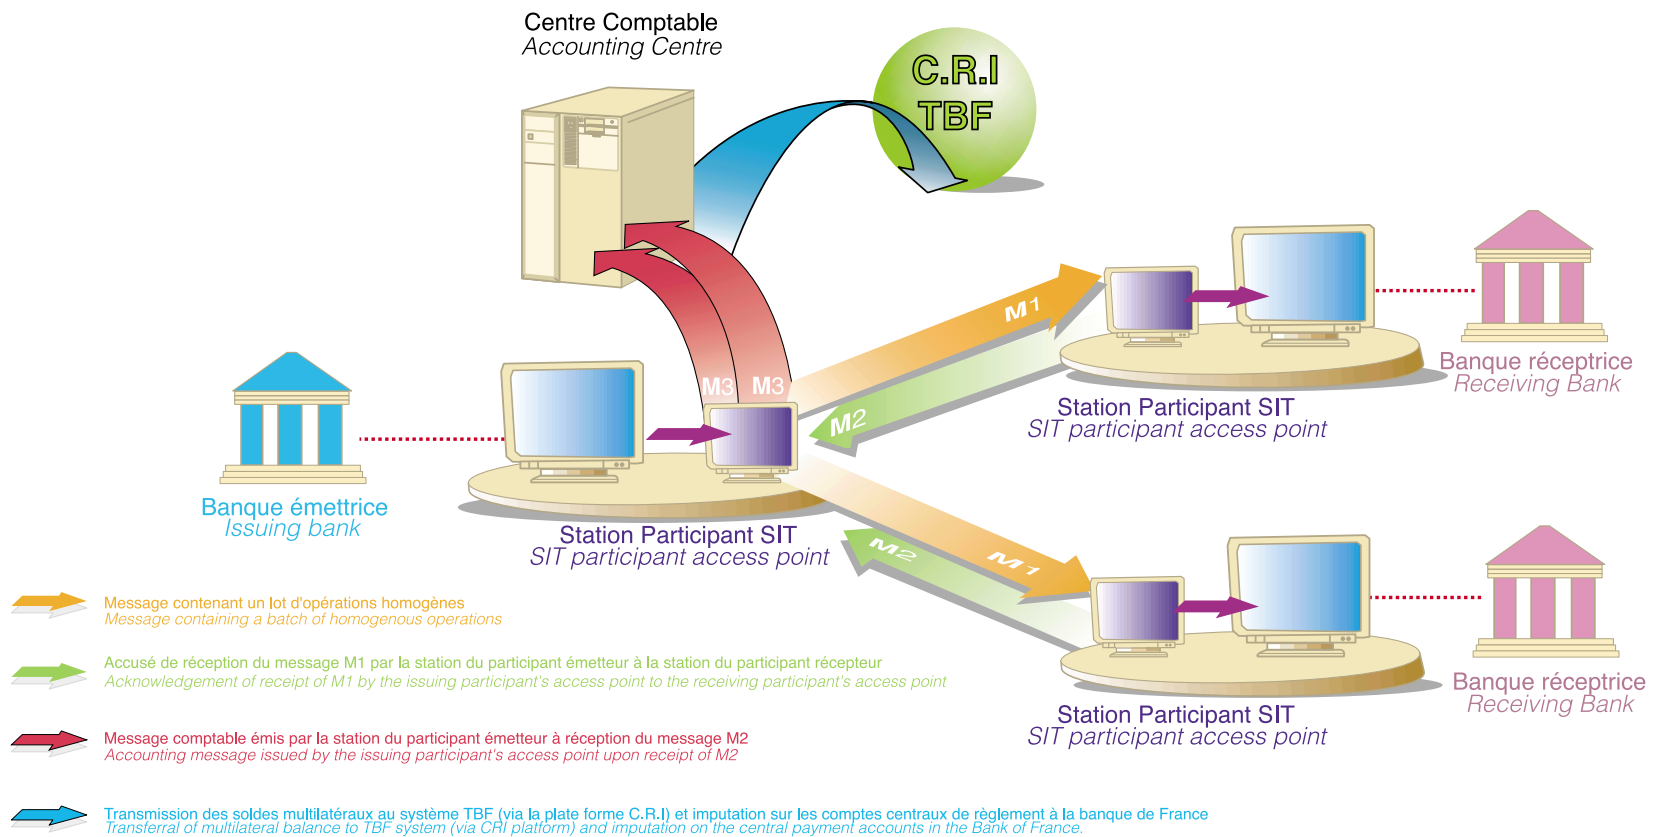 Centre Comptable
Accounting Centre
C.R.I
TBF
M1
M2
M3 M3
Banque réceptrice
Receiving Bank
Station Participant SIT
SIT participant access point
Banque émettrice
Issuing bank
Station Participant SIT
SIT participant access point
M2
M1
Banque réceptrice
Receiving Bank
Station Participant SIT
SIT participant access point
Message contenant un lot d'opérations homogènes
Message containing a batch of homogenous operations
Accusé de réception du message M1 par la station du participant émetteur à la station du participant récepteur
Acknowledgement of receipt of M1 by the issuing participant's access point to the receiving participant's access point
Message comptable émis par la station du participant émetteur à réception du message M2
Accounting message issued by the issuing participant's access point upon receipt of M2
Transmission des soldes multilatéraux au système TBF (via la plate forme C.R.I) et imputation sur les comptes centraux de règlement à la banque de France
Transferral of multilateral balance to TBF system (via CRI platform) and imputation on the central payment accounts in the Bank of France.